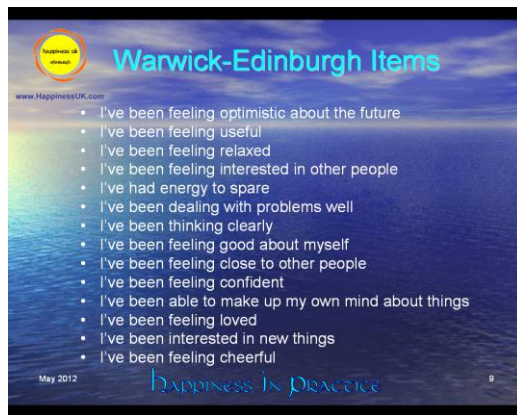 happiness uk
Warwick-Edinburgh Items
www.HappinessUK.com
• I've been feeling optimistic about the future
• I've been feeling useful
• I've been feeling relaxed
• I've been feeling interested in other people
• I've had energy to spare
• I've been dealing with problems well
• I've been thinking clearly
• I've been feeling good about myself
• I've been feeling close to other people
• I've been feeling confident
• I've been able to make up my own mind about things
• I've been feeling loved
• I've been interested in new things
• I've been feeling cheerful
May 2012
Happiness In Practice
9